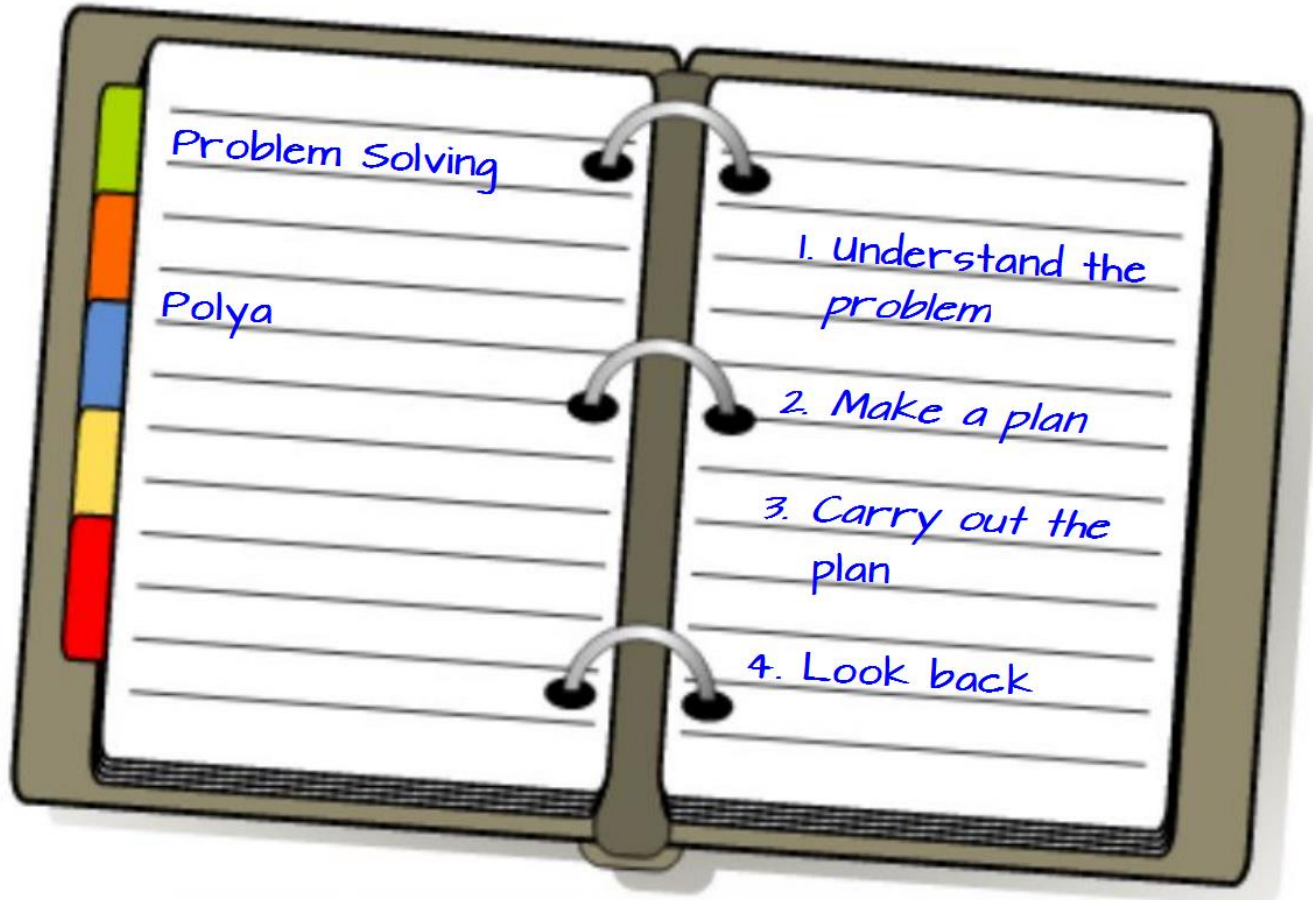 Problem Solving
Polya
1. Understand the
problem
2. Make a plan
3. Carry out the
plan
4. Look back